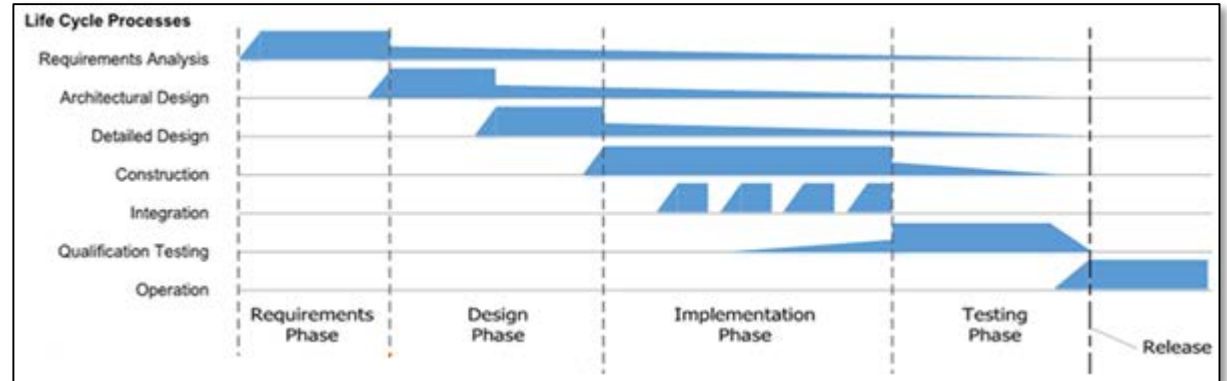 Life Cycle Processes
Requirements Analysis
Architectural Design
Detailed Design
Construction
Integration
Qualification Testing
Operation
Requirements
Phase
Design
Phase
Implementation
Phase
Testing
Phase
Release